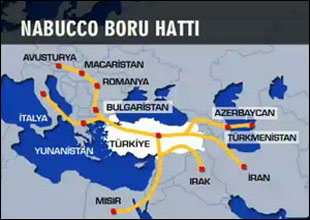 NABUCCO BORU HATTI
AVUSTURYA
MACARİSTAN
ROMANYA
BULGARİSTAN
İTALYA
AZERBAYCAN
TÜRKİYE
TÜRKMENİSTAN
YUNANİSTAN
IRAK
İRAN
MISIR